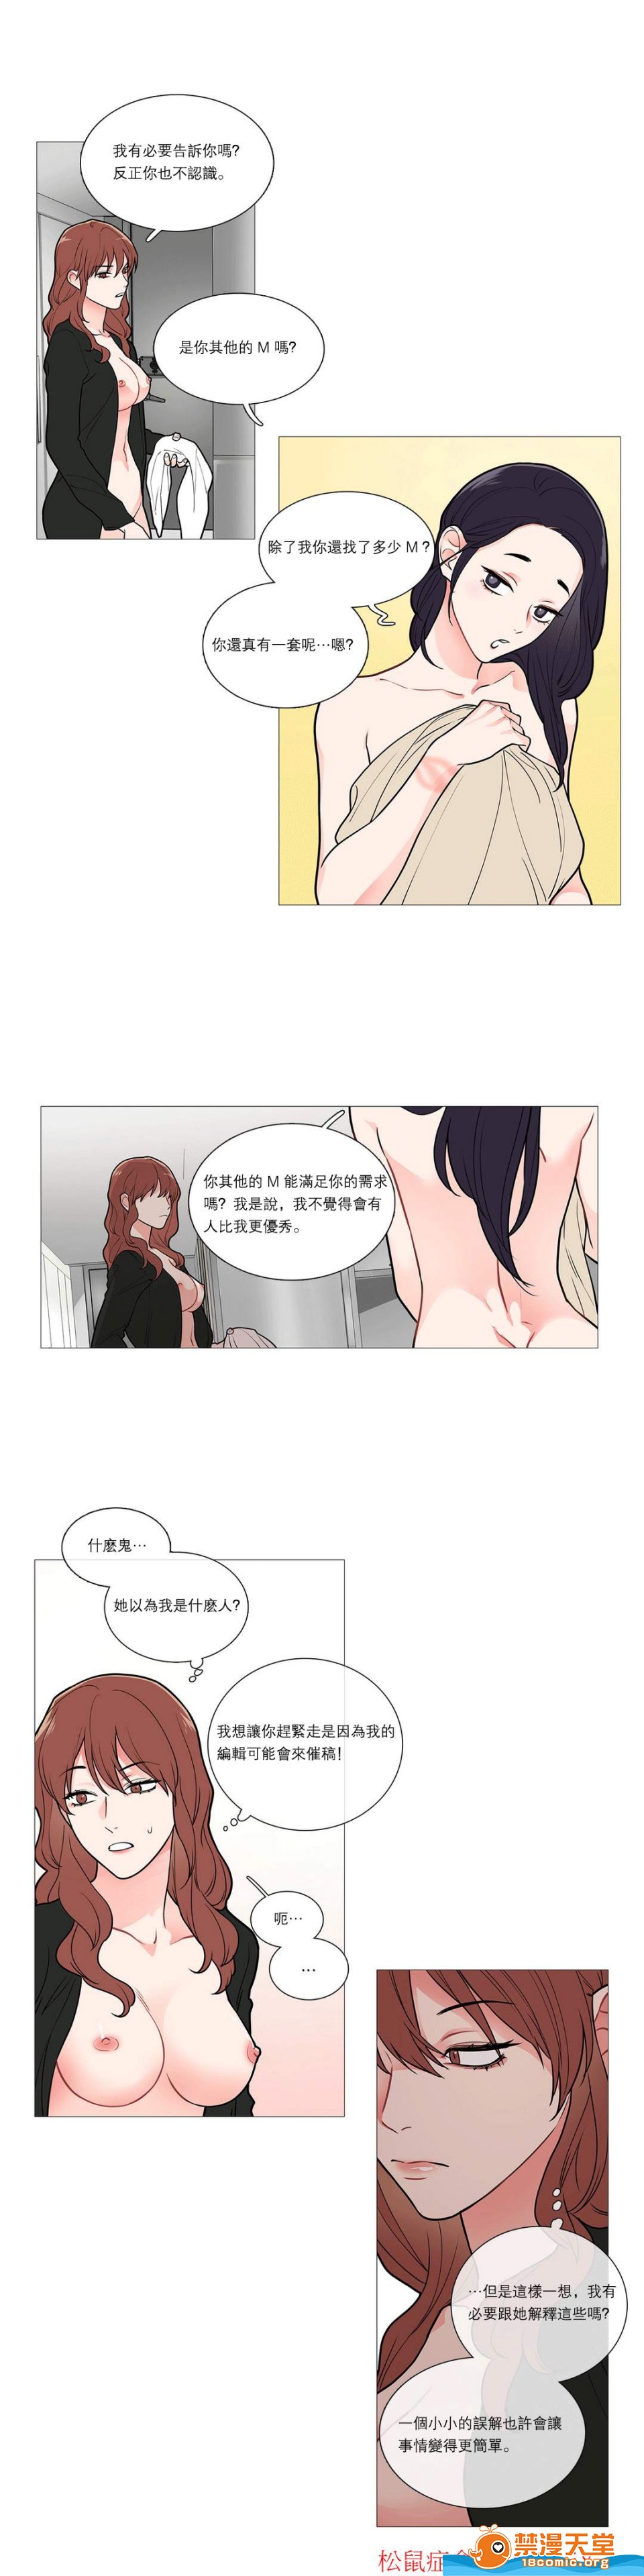 我有必要告訴你嗎?
反正你也不認識。
是你其他的 M 嗎?
除了我你還找了多少 M？
你還真有一套呢…嗯?
你其他的 M 能滿足你的需求
嗎? 我是說, 我不覺得會有
人比我更優秀。
什麼鬼…
她以為我是什麼人?
我想讓你趕緊走是因為我的
編輯可能會來催稿!
呃…
…
…但是這樣一想, 我有
必要跟她解釋這些嗎?
一個小小的誤解也許會讓
事情變得更簡單。
松鼠症
禁漫天堂
18comic.org